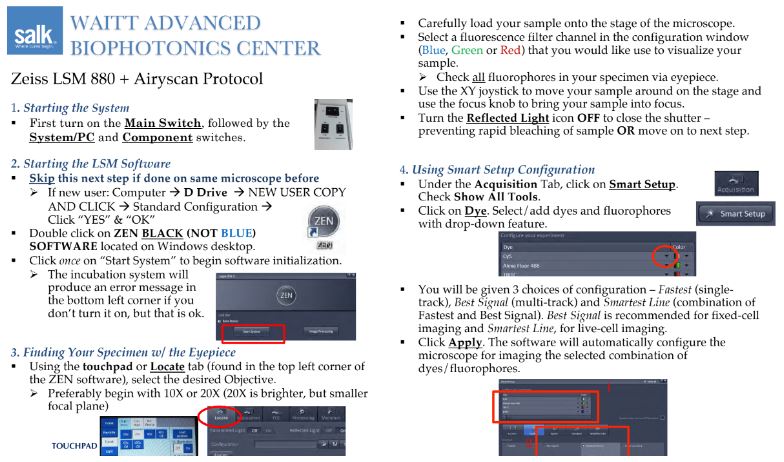 salk
Where cures begin.
WAITT ADVANCED
BIOPHOTONICS CENTER
Zeiss LSM 880 + Airyscan Protocol
1. Starting the System
▪ First turn on the Main Switch, followed by the
System/PC and Component switches.
2. Starting the LSM Software
▪ Skip this next step if done on same microscope before
➢ If new user: Computer → D Drive → NEW USER COPY
AND CLICK → Standard Configuration →
Click “YES” & “OK”
▪ Double click on ZEN BLACK (NOT BLUE)
SOFTWARE located on Windows desktop.
ZEN
▪ Click once on “Start System” to begin software initialization.
➢ The incubation system will
produce an error message in
the bottom left corner if you
don’t turn it on, but that is ok.
ZEN
Start System
Image Processing
3. Finding Your Specimen w/ the Eyepiece
▪ Using the touchpad or Locate tab (found in the top left corner of
the ZEN software), select the desired Objective.
➢ Preferably begin with 10X or 20X (20X is brighter, but smaller
focal plane)
TOUCHPAD
Locate
▪ Carefully load your sample onto the stage of the microscope.
▪ Select a fluorescence filter channel in the configuration window
(Blue, Green or Red) that you would like use to visualize your
sample.
➢ Check all fluorophores in your specimen via eyepiece.
▪ Use the XY joystick to move your sample around on the stage and
use the focus knob to bring your sample into focus.
▪ Turn the Reflected Light icon OFF to close the shutter –
preventing rapid bleaching of sample OR move on to next step.
4. Using Smart Setup Configuration
▪ Under the Acquisition Tab, click on Smart Setup.
Check Show All Tools.
Acquisition
▪ Click on Dye. Select/add dyes and fluorophores
with drop-down feature.
Smart Setup
Configure your experiment
Dye Color
Cy5
Alexa Fluor 488
▪ You will be given 3 choices of configuration – Fastest (single-
track), Best Signal (multi-track) and Smartest Line (combination of
Fastest and Best Signal). Best Signal is recommended for fixed-cell
imaging and Smartest Line, for live-cell imaging.
▪ Click Apply. The software will automatically configure the
microscope for imaging the selected combination of
dyes/fluorophores.